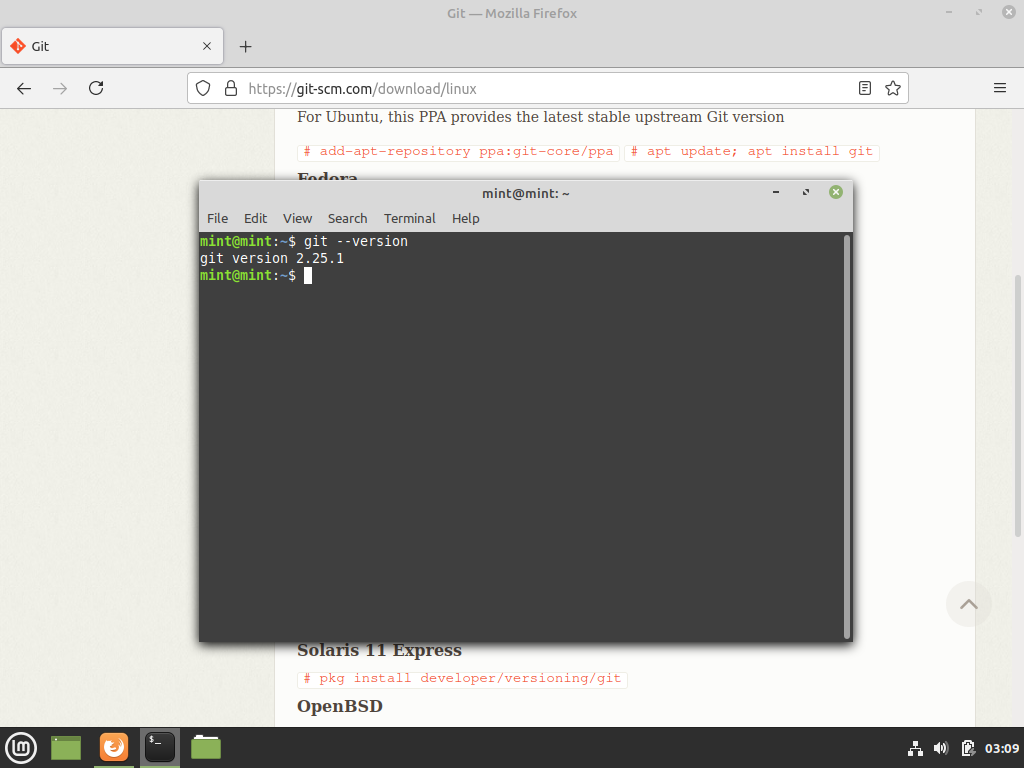 Git — Mozilla Firefox
Git
https://git-scm.com/download/linux
For Ubuntu, this PPA provides the latest stable upstream Git version
# add-apt-repository ppa:git-core/ppa # apt update; apt install git
Fedora
mint@mint: ~
File Edit View Search Terminal Help
mint@mint:~$ git --version
git version 2.25.1
mint@mint:~$
Solaris 11 Express
# pkg install developer/versioning/git
OpenBSD
$_
lm
03:09